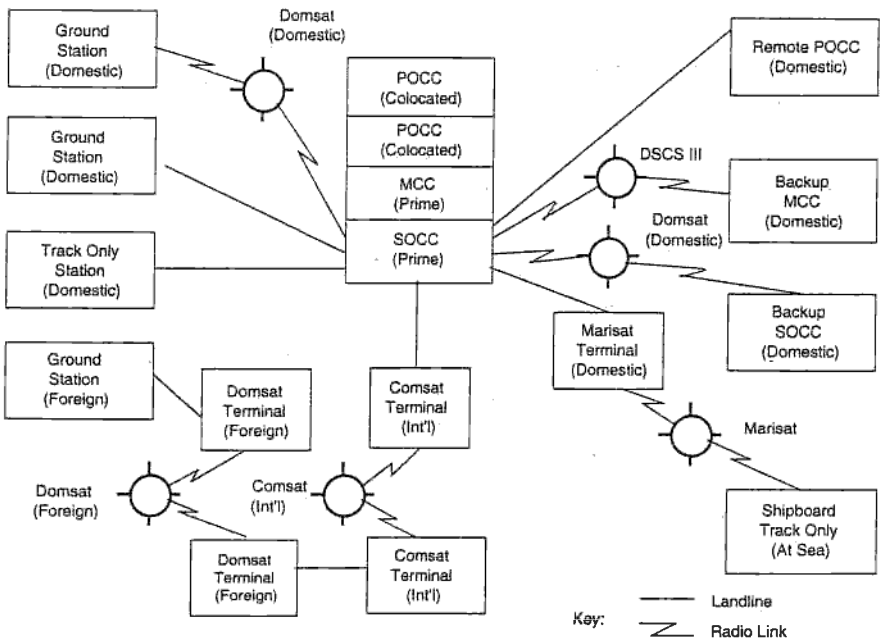 Ground
Station
(Domestic)
Domsat
(Domestic)
POCC
(Colocated)
POCC
(Colocated)
MCC
(Prime)
SOCC
(Prime)
Remote POCC
(Domestic)
Ground
Station
(Domestic)
DSCS III
Backup
MCC
(Domestic)
Domsat
(Domestic)
Track Only
Station
(Domestic)
Backup
SOCC
(Domestic)
Marisat
Terminal
(Domestic)
Ground
Station
(Foreign)
Domsat
Terminal
(Foreign)
Comsat
Terminal
(Int'l)
Marisat
Domsat
(Foreign)
Comsat
(Int'l)
Shipboard
Track Only
(At Sea)
Domsat
Terminal
(Foreign)
Comsat
Terminal
(Int'l)
Key:
Landline
Radio Link